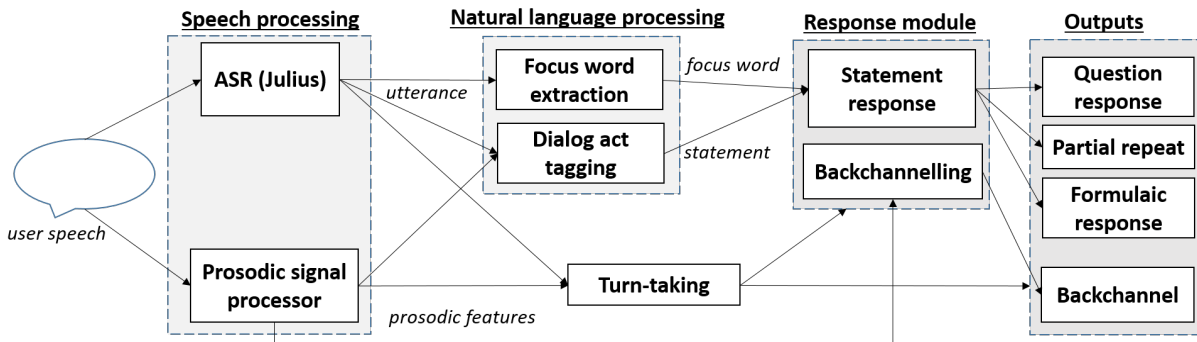 Speech processing
Natural language processing
Response module
Outputs
ASR (Julius)
utterance
Focus word
extraction
focus word
Statement
response
Question
response
Dialog act
tagging
statement
Partial repeat
Backchannelling
Formulaic
response
user speech
Prosodic signal
processor
prosodic features
Turn-taking
Backchannel